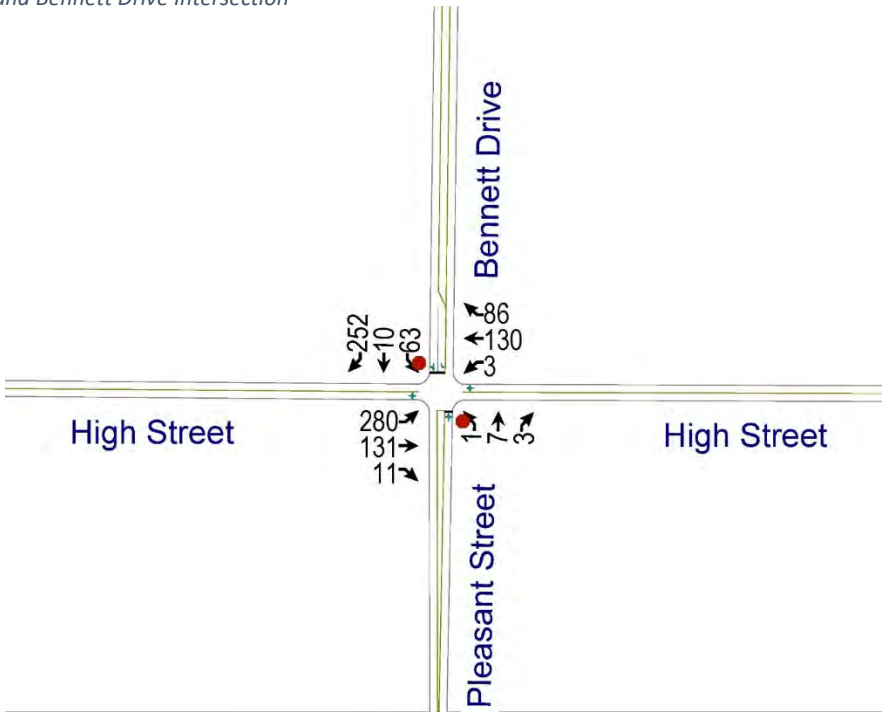 and Bennett Drive Intersection
Bennett Drive
252
10
63
86
130
3
High Street
280
131
11
1
7
3
High Street
Pleasant Street